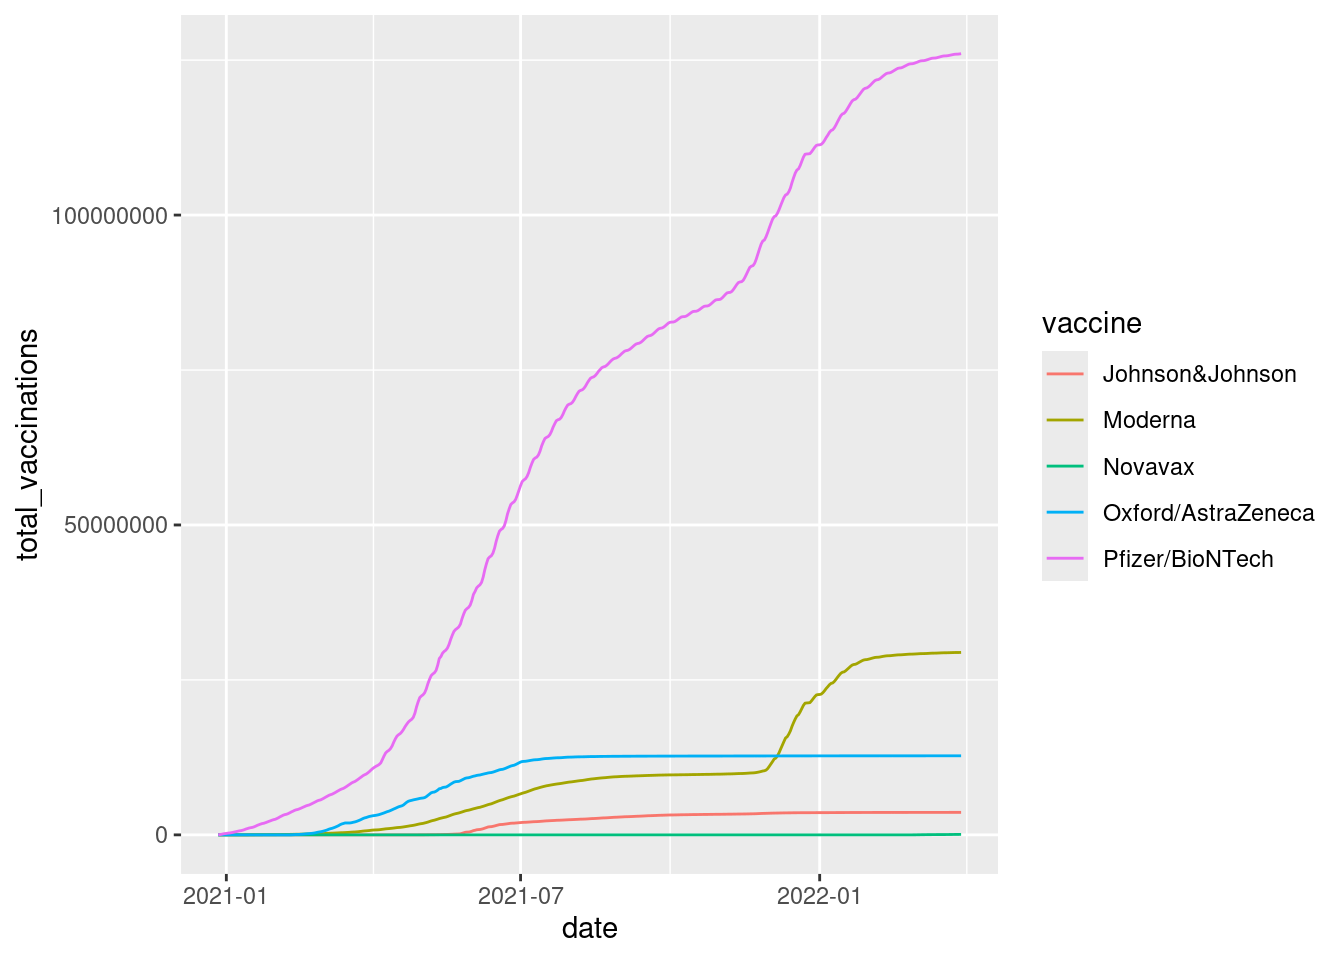 total_vaccinations
100000000
50000000
0
2021-01
2021-07
2022-01
date
vaccine
Johnson&Johnson
Moderna
Novavax
Oxford/AstraZeneca
Pfizer/BioNTech